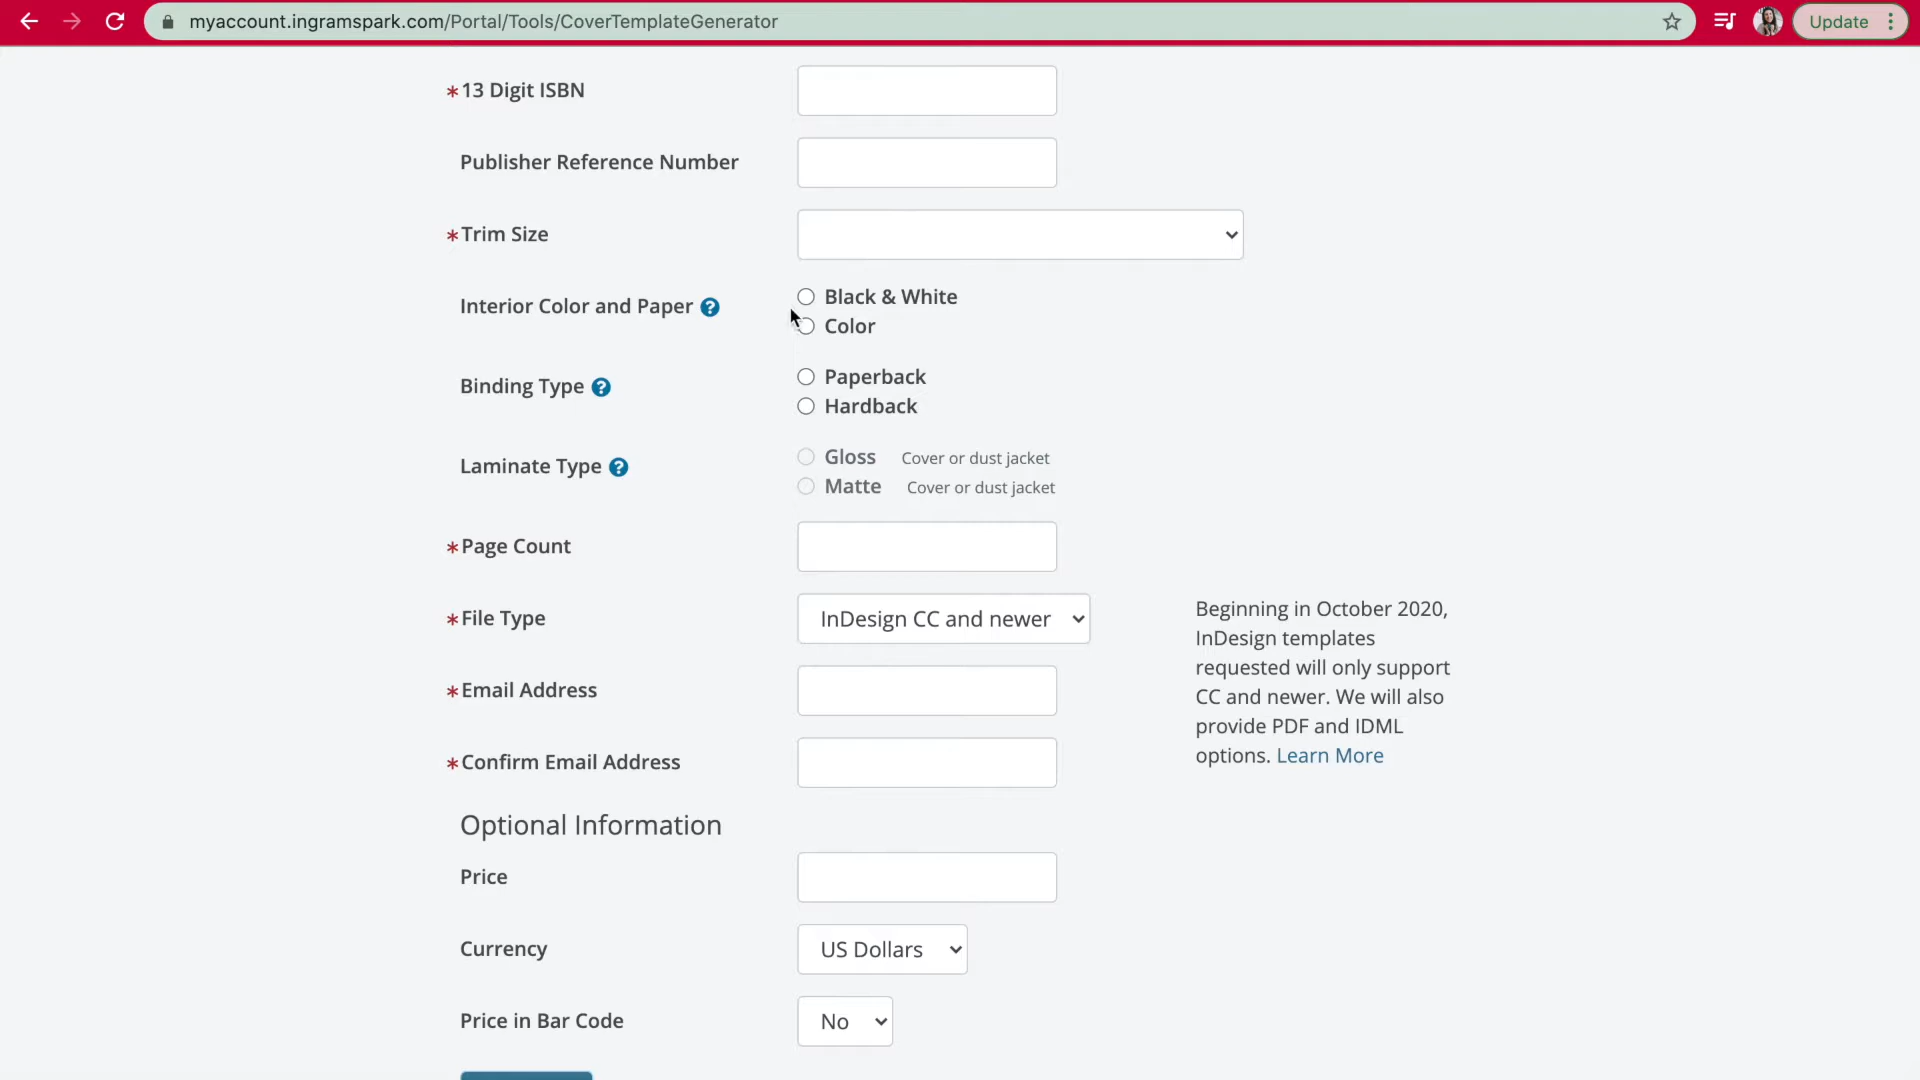 myaccount.ingramspark.com/Portal/Tools/CoverTemplateGenerator
Update
*13 Digit ISBN
Publisher Reference Number
*Trim Size
Interior Color and Paper ?
Black & White
Color
Binding Type ?
Paperback
Hardback
Laminate Type ?
Gloss Cover or dust jacket
Matte Cover or dust jacket
*Page Count
*File Type
InDesign CC and newer
Beginning in October 2020,
InDesign templates
requested will only support
CC and newer. We will also
provide PDF and IDML
options. Learn More
*Email Address
*Confirm Email Address
Optional Information
Price
Currency
US Dollars
Price in Bar Code
No